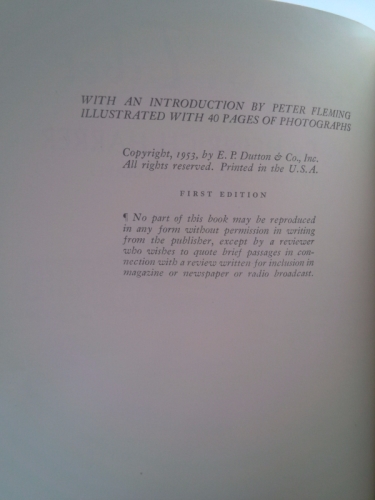 WITH AN INTRODUCTION BY PETER FLEMING
ILLUSTRATED WITH 40 PAGES OF PHOTOGRAPHS
Copyright, 1953, by E. P. Dutton & Co., Inc.
All rights reserved. Printed in the U. S. A.
FIRST EDITION
¶ No part of this book may be reproduced
in any form without permission in writing
from the publisher, except by a reviewer
who wishes to quote brief passages in con-
nection with a review written for inclusion in
magazine or newspaper or radio broadcast.